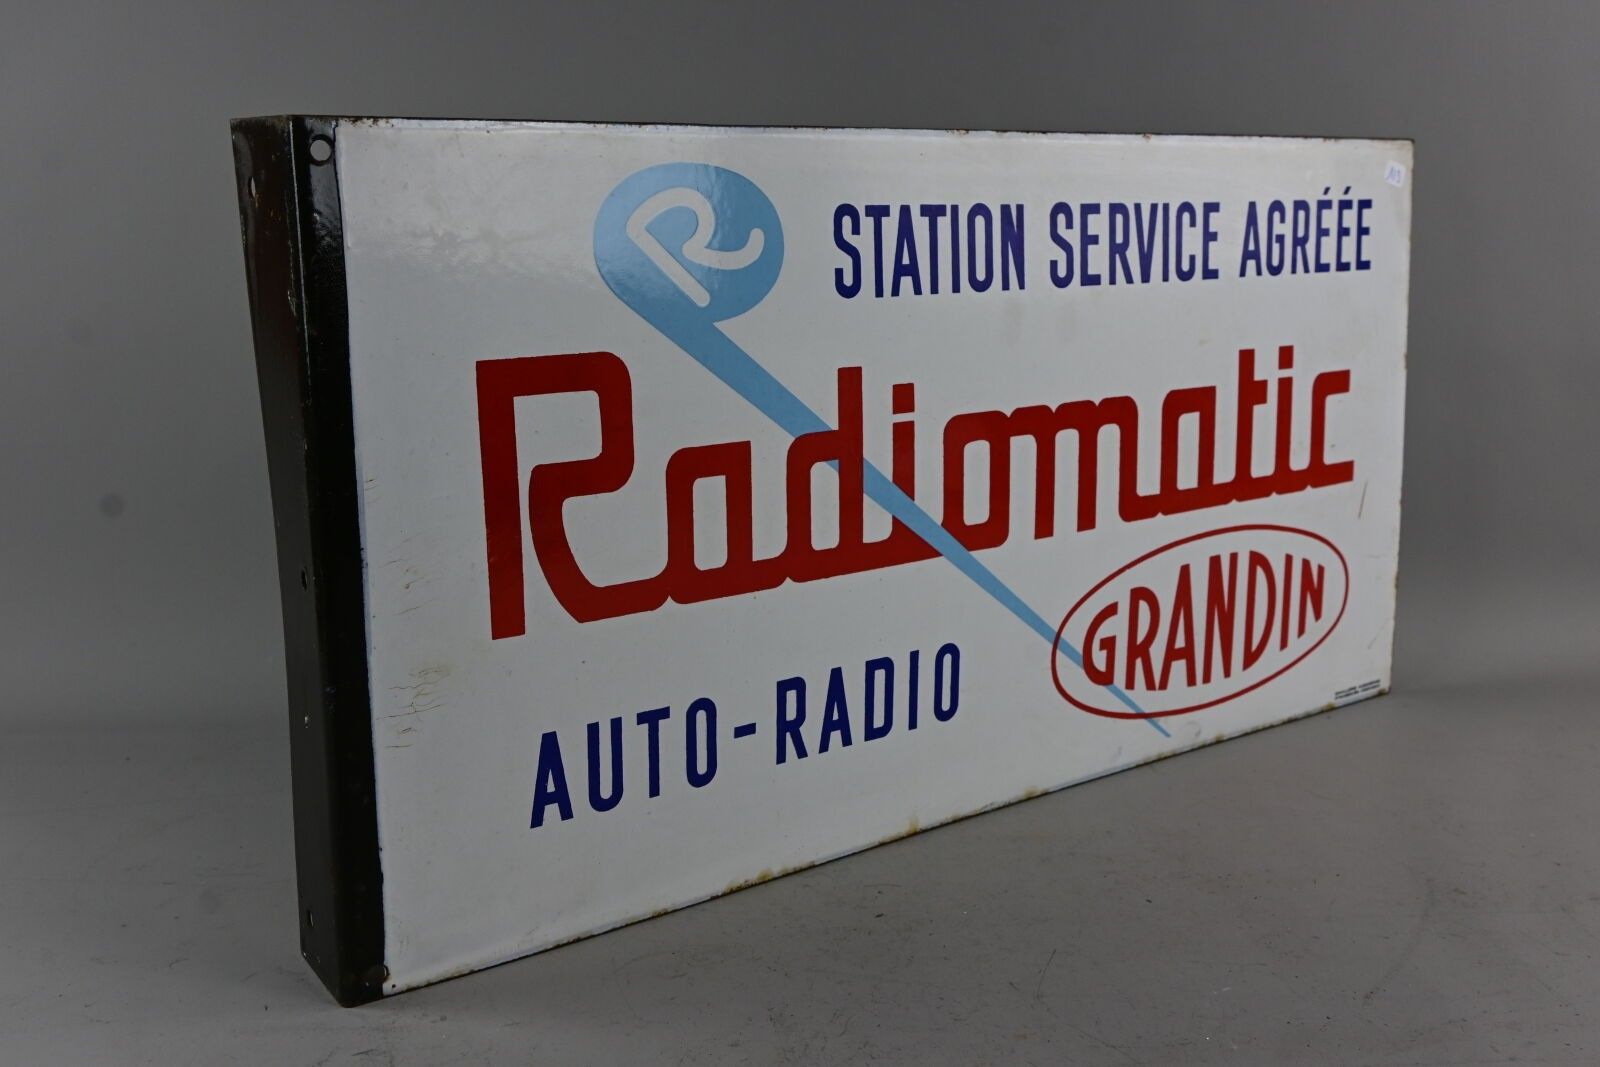 R
STATION SERVICE AGRÉÉE
Radiomatic
GRANDIN
AUTO-RADIO